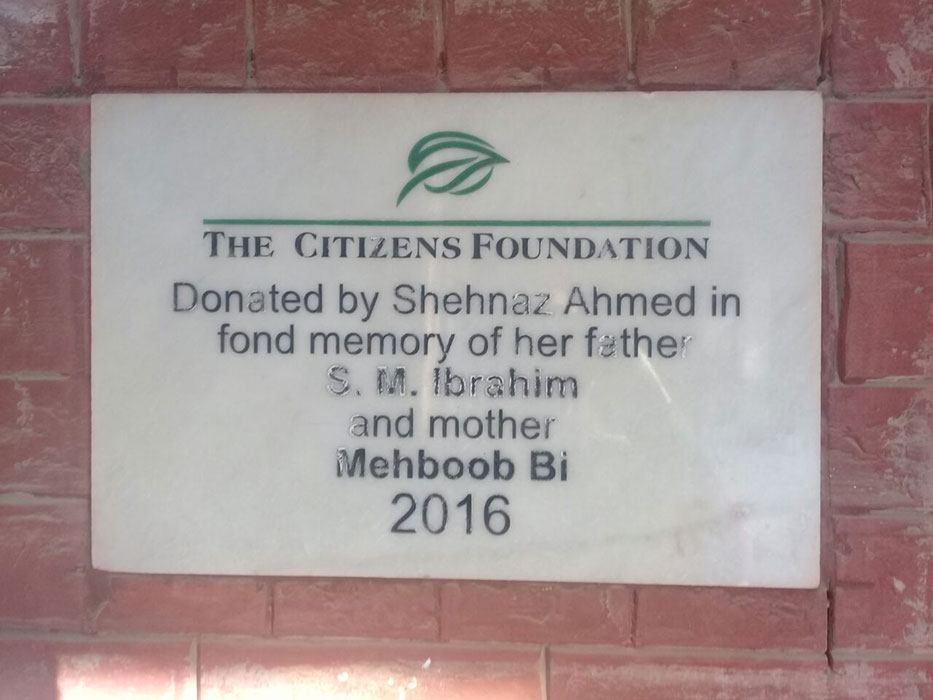 THE CITIZENS FOUNDATION
Donated by Shehnaz Ahmed in
fond memory of her father
S. M. Ibrahim
and mother
Mehboob Bi
2016